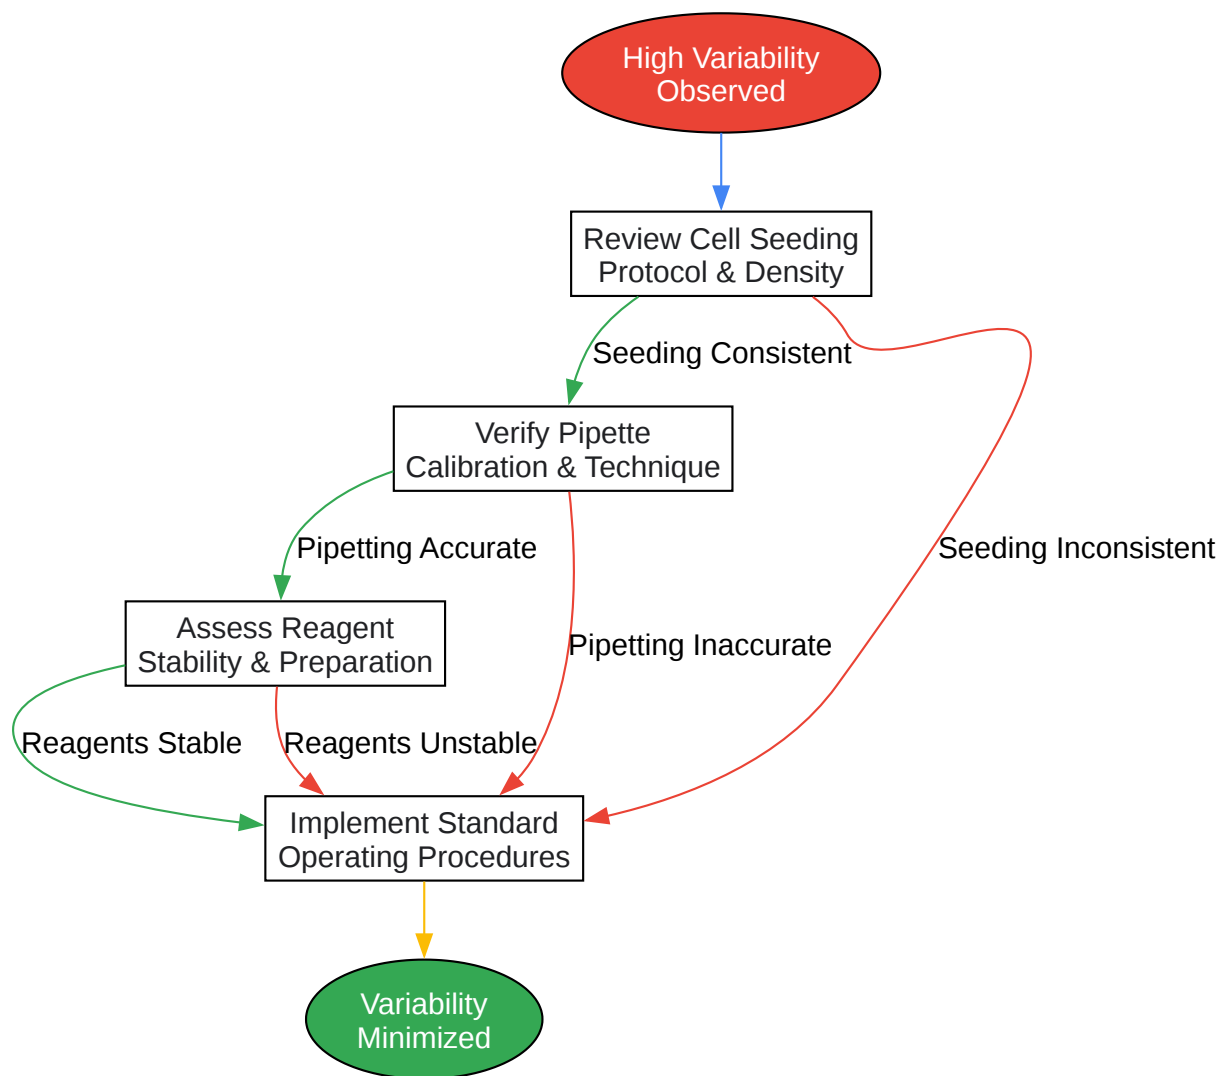 High Variability
Observed
Review Cell Seeding
Protocol & Density
Seeding Consistent
Verify Pipette
Calibration & Technique
Pipetting Accurate
Seeding Inconsistent
Assess Reagent
Stability & Preparation
Pipetting Inaccurate
Reagents Stable
Reagents Unstable
Implement Standard
Operating Procedures
Variability
Minimized